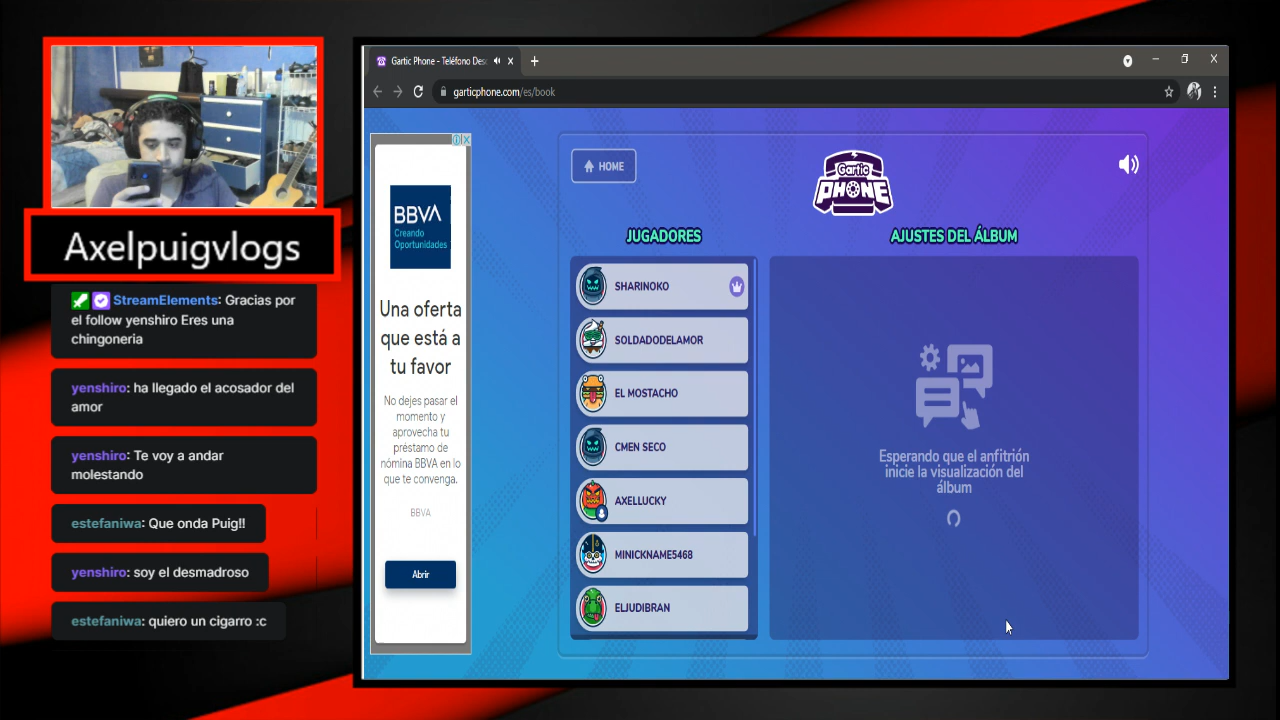 Axelpuigvlogs
StreamElements: Gracias por
el follow yenshiro Eres una
chingoneria
yenshiro: ha llegado el acosador del
amor
yenshiro: Te voy a andar
molestando
estefaniwa: Que onda Puig!!
yenshiro: soy el desmadroso
estefaniwa: quiero un cigarro :c
Gartic Phone - Teléfono Des
garticphone.com/es/book
BBVA
Creando
Oportunidades
Una oferta
que está a
tu favor
No dejes pasar el
momento y
aprovecha tu
préstamo de
nómina BBVA en lo
que te convenga.
BBVA
Abrir
HOME
Gartic
PHONE
JUGADORES
SHARINOKO
SOLDADODELAMOR
EL MOSTACHO
CMEN SECO
AXELLUCKY
MINICKNAME5468
ELJUDIBRAN
AJUSTES DEL ÁLBUM
Esperando que el anfitrión
inicie la visualización del
álbum